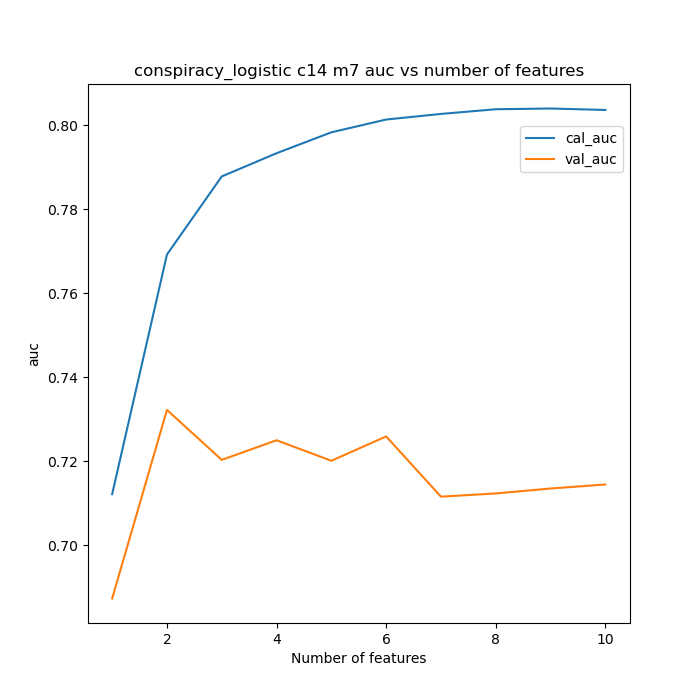 conspiracy_logistic c14 m7 auc vs number of features
0.80
0.78
0.76
0.74
0.72
0.70
auc
cal_auc
val_auc
2 4 6 8 10
Number of features